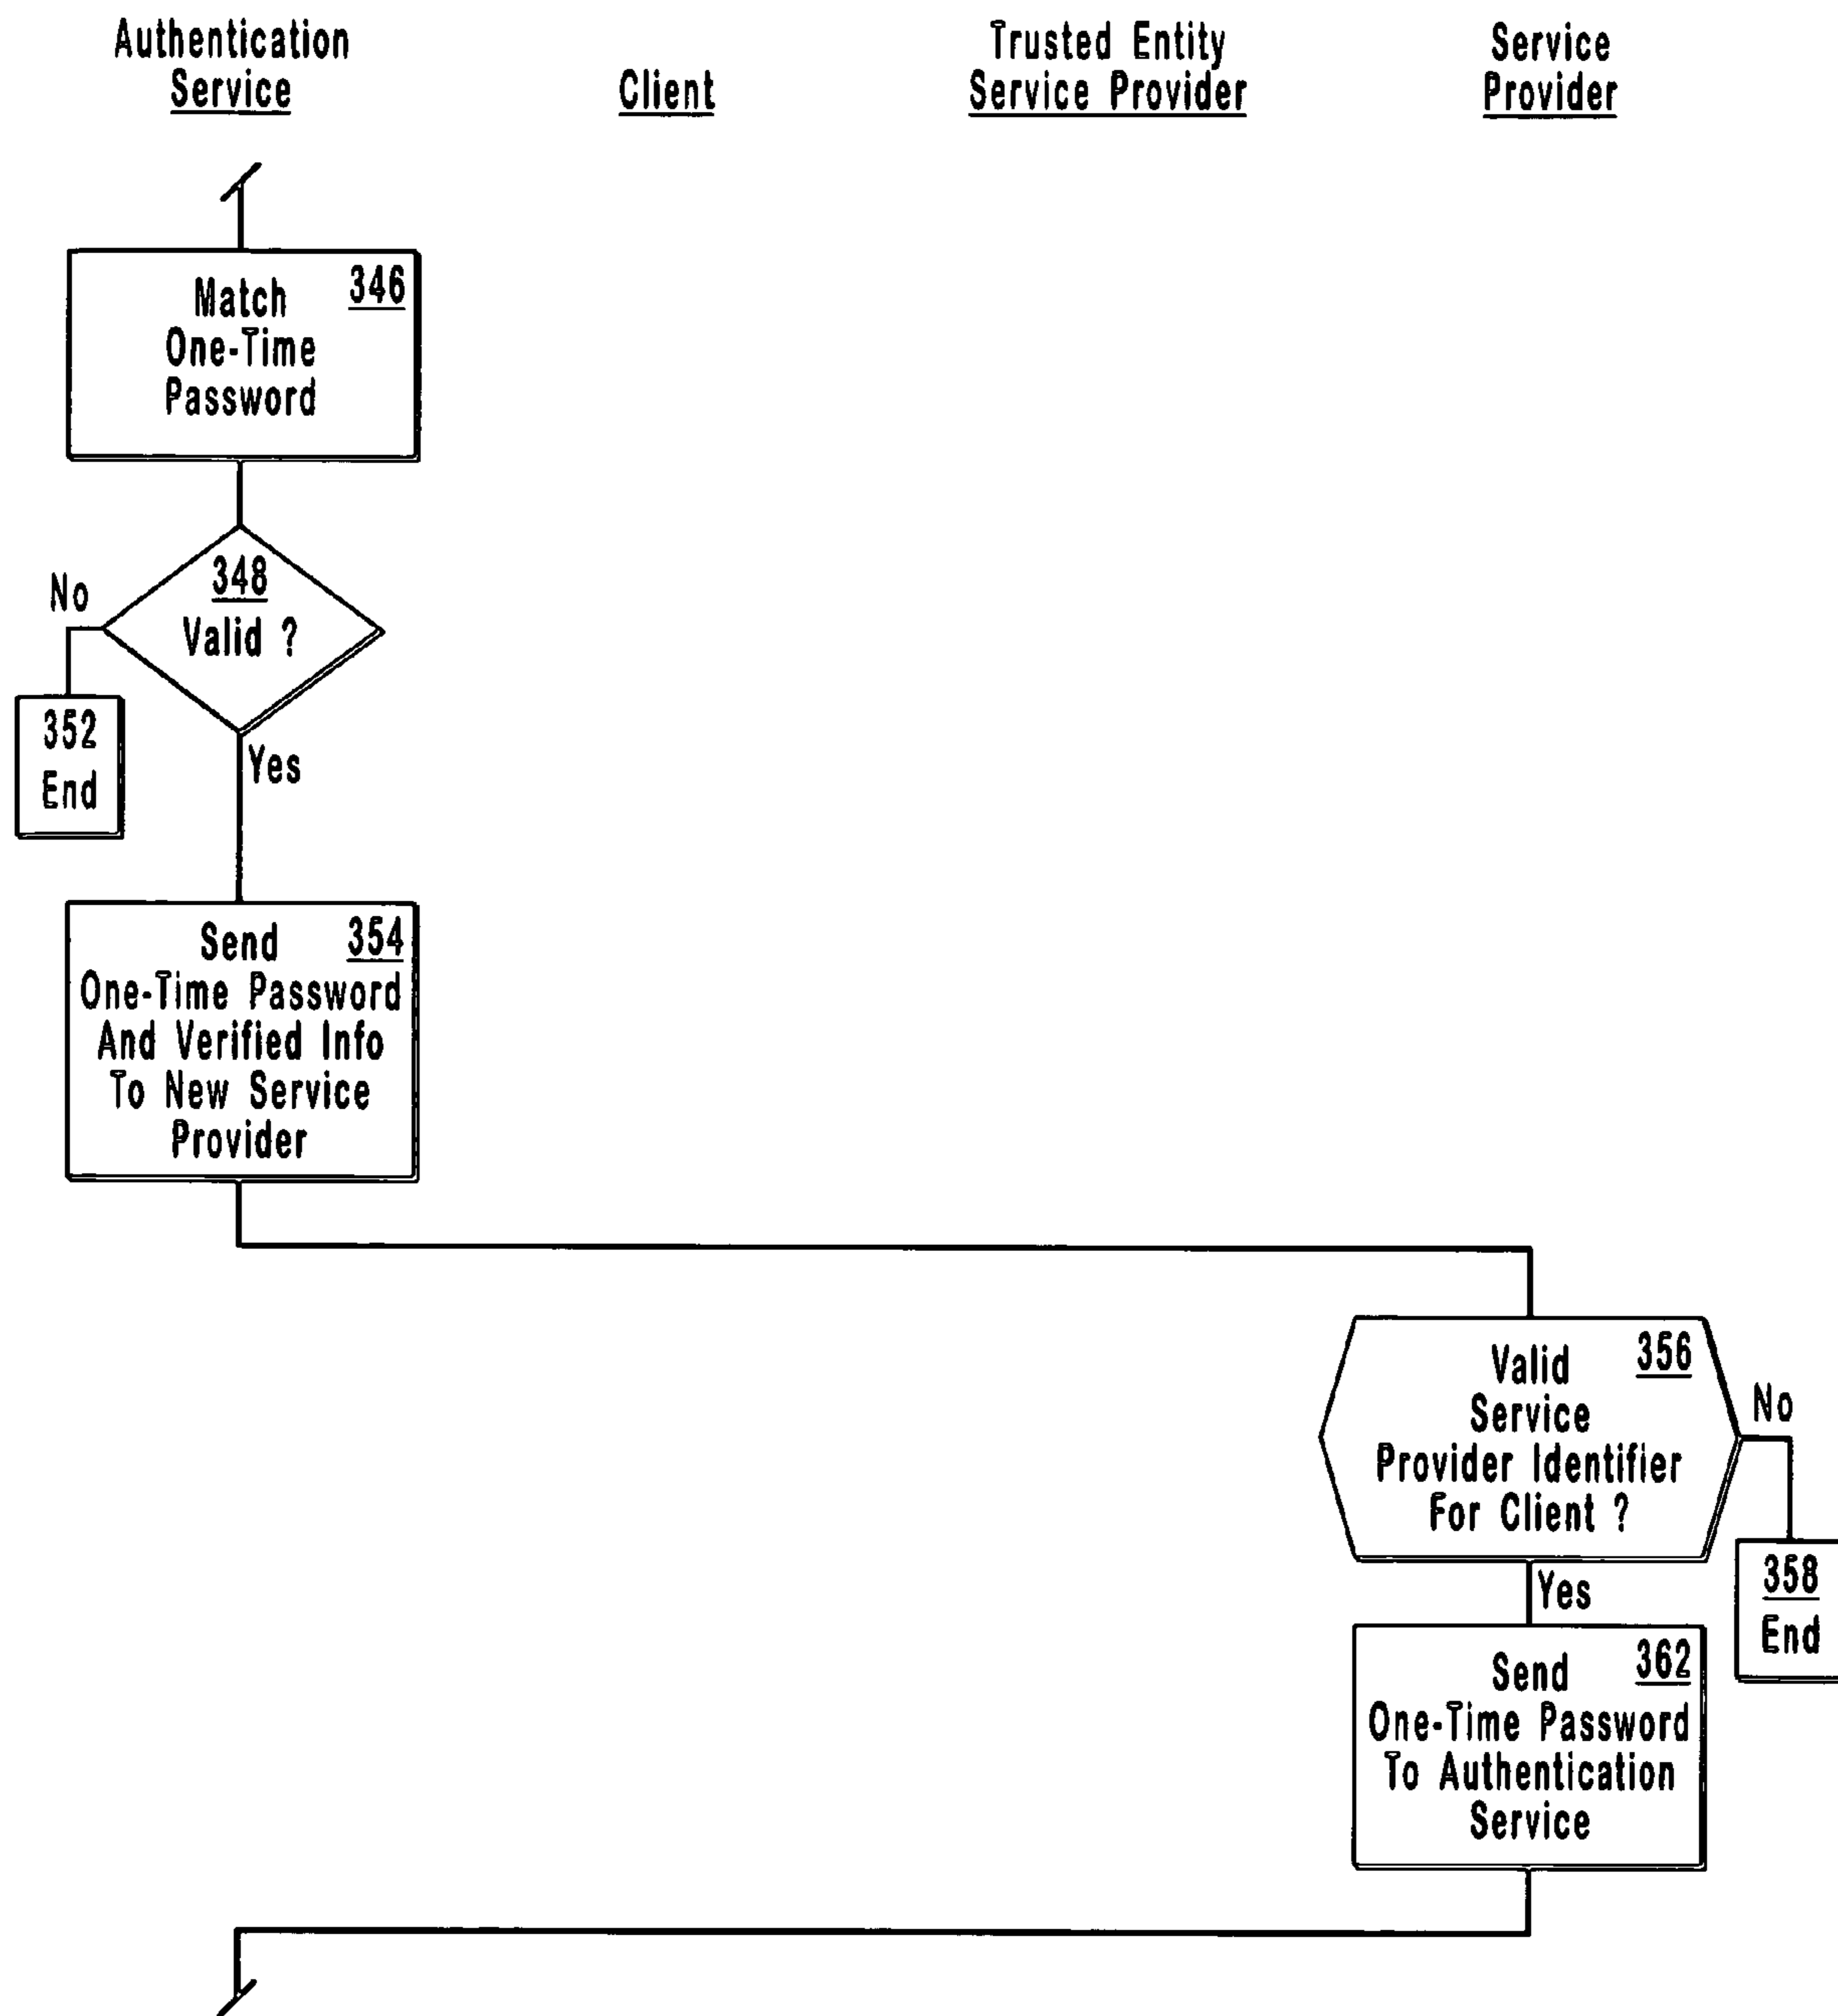 Authentication
Service
Client
Trusted Entity
Service Provider
Service
Provider
346
Match
One-Time
Password
348
Valid ?
No
352
End
Yes
Send 354
One-Time Password
And Verified Info
To New Service
Provider
Valid 356
Service
Provider Identifier
For Client ?
No
358
End
Yes
Send 362
One-Time Password
To Authentication
Service